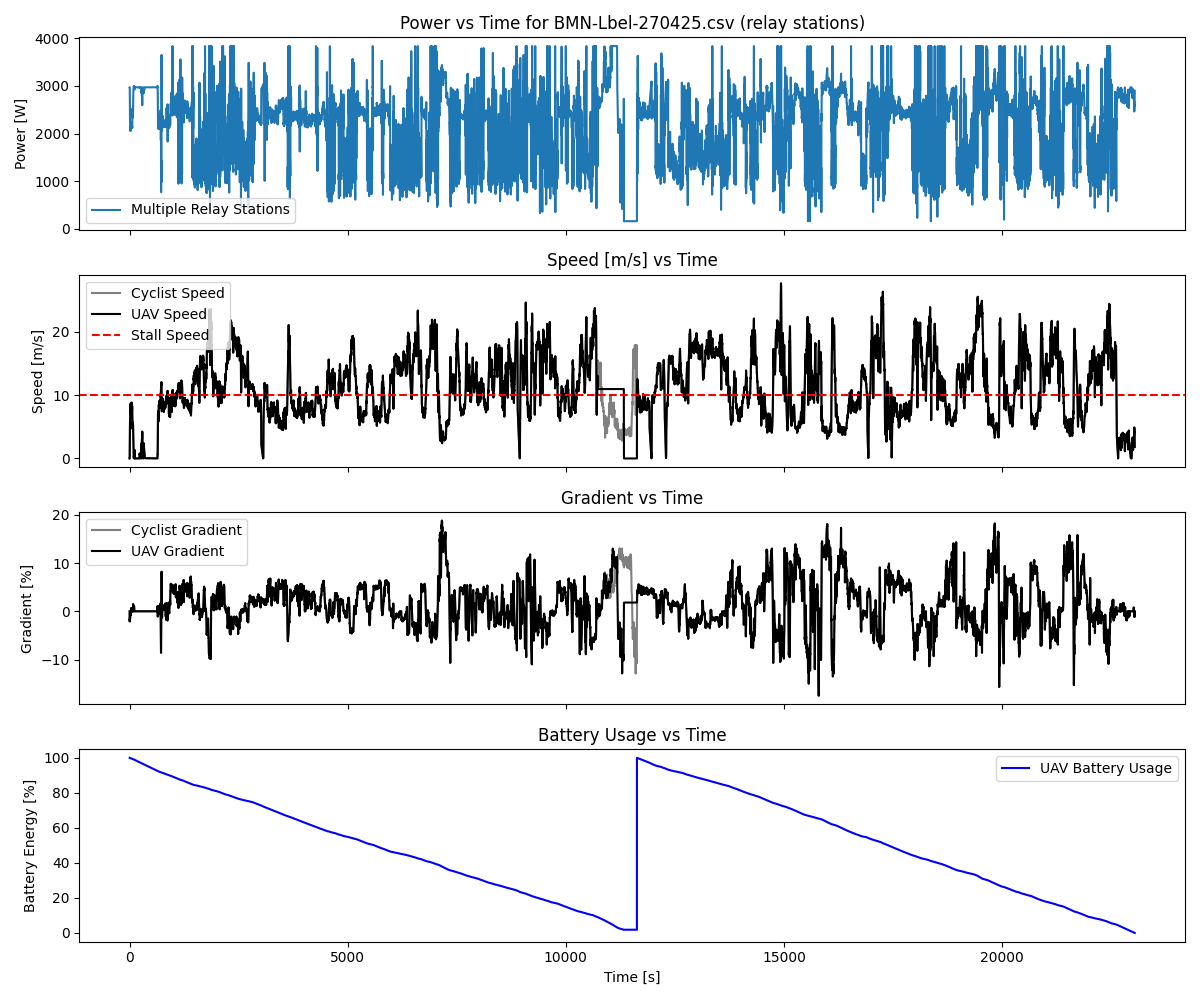 Power vs Time for BMN-Lbel-270425.csv (relay stations)
4000
3000
2000
1000
0
Power [W]
Multiple Relay Stations
Speed [m/s] vs Time
20
10
0
Speed [m/s]
Cyclist Speed
UAV Speed
Stall Speed
Gradient vs Time
20
10
0
−10
Gradient [%]
Cyclist Gradient
UAV Gradient
Battery Usage vs Time
100
80
60
40
20
0
Battery Energy [%]
UAV Battery Usage
0 5000 10000 15000 20000
Time [s]